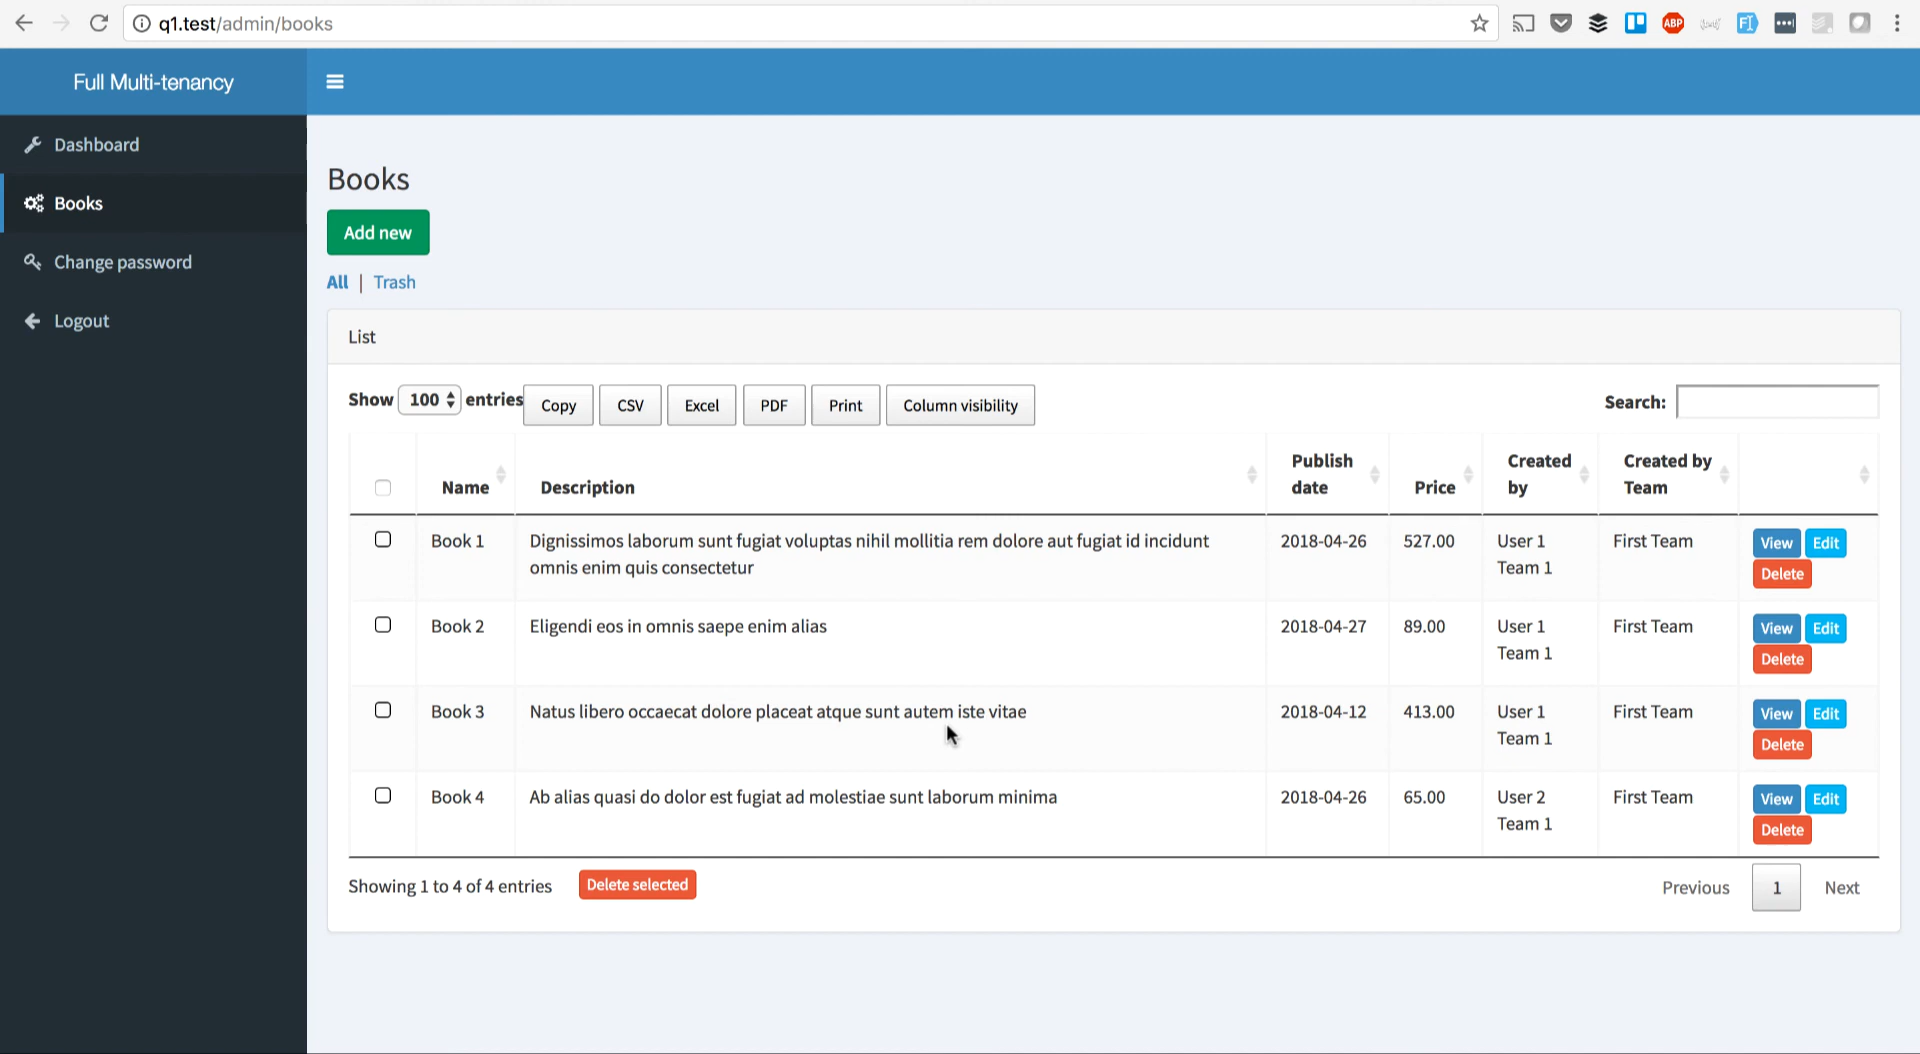 q1.test/admin/books
ABP
Full Multi-tenancy
Dashboard
Books
Change password
Logout
Books
Add new
All | Trash
List
Show 100 entries Copy CSV Excel PDF Print Column visibility Search:
Name Description Publish date Price Created by Created by Team
Book 1 Dignissimos laborum sunt fugiat voluptas nihil mollitia rem dolore aut fugiat id incidunt 2018-04-26 527.00 User 1 First Team View Edit
omnis enim quis consectetur Team 1 Delete
Book 2 Eligendi eos in omnis saepe enim alias 2018-04-27 89.00 User 1 First Team View Edit
Team 1 Delete
Book 3 Natus libero occaecat dolore placeat atque sunt autem iste vitae 2018-04-12 413.00 User 1 First Team View Edit
Team 1 Delete
Book 4 Ab alias quasi do dolor est fugiat ad molestiae sunt laborum minima 2018-04-26 65.00 User 2 First Team View Edit
Team 1 Delete
Showing 1 to 4 of 4 entries Delete selected Previous 1 Next